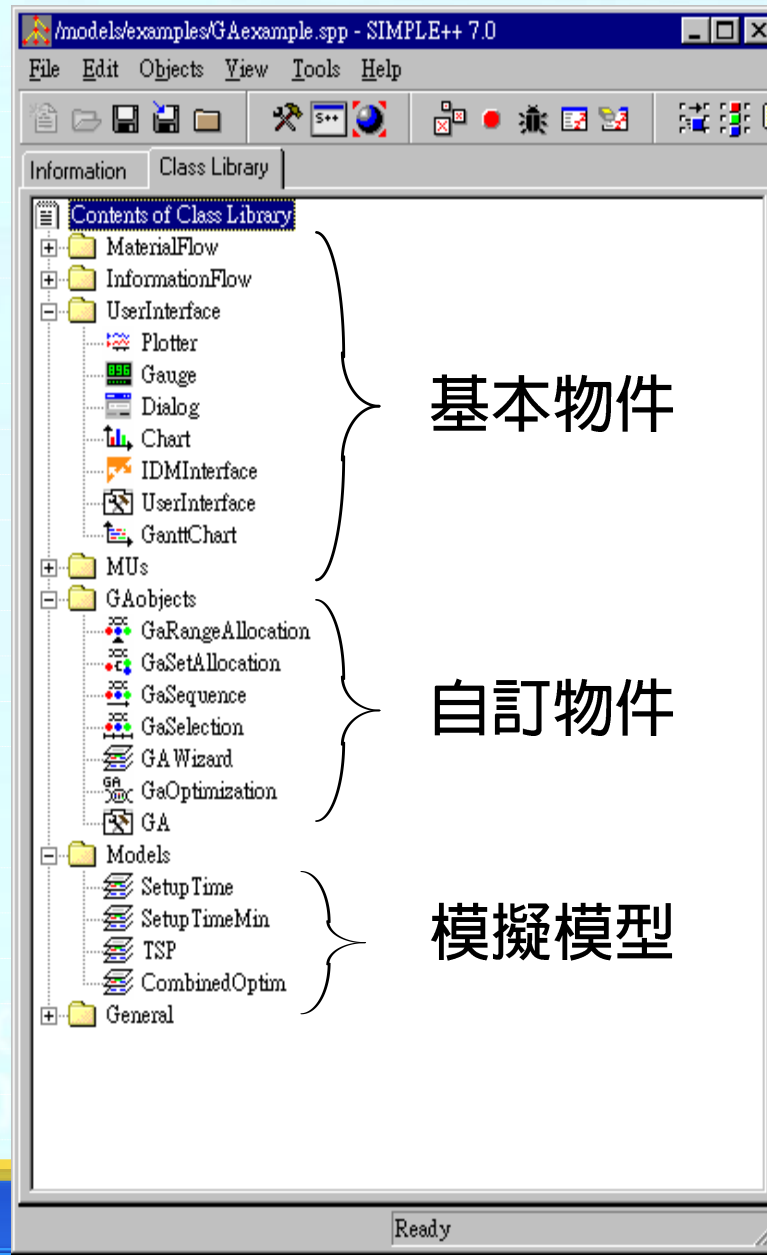 /models/examples/GAexample.spp - SIMPLE++ 7.0
File Edit Objects View Tools Help
S++
Information Class Library
Contents of Class Library
MaterialFlow
InformationFlow
UserInterface
Plotter
896 Gauge
Dialog
Chart
IDMInterface
UserInterface
GanttChart
MUs
基本物件
GAobjects
GaRangeAllocation
GaSetAllocation
GaSequence
GaSelection
GAWizard
GA GaOptimization
GA
自訂物件
Models
SetupTime
SetupTimeMin
TSP
CombinedOptim
模擬模型
General
Ready